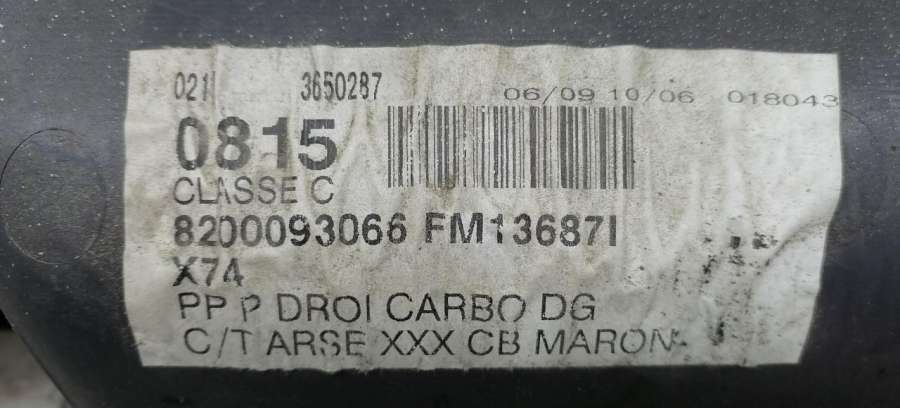 021 3650287 06/09 10/06 018043
0815
CLASSE C
8200093066 FM13687I
X74
PP P DROI CARBO DG
C/T ARSE XXX CB MARON